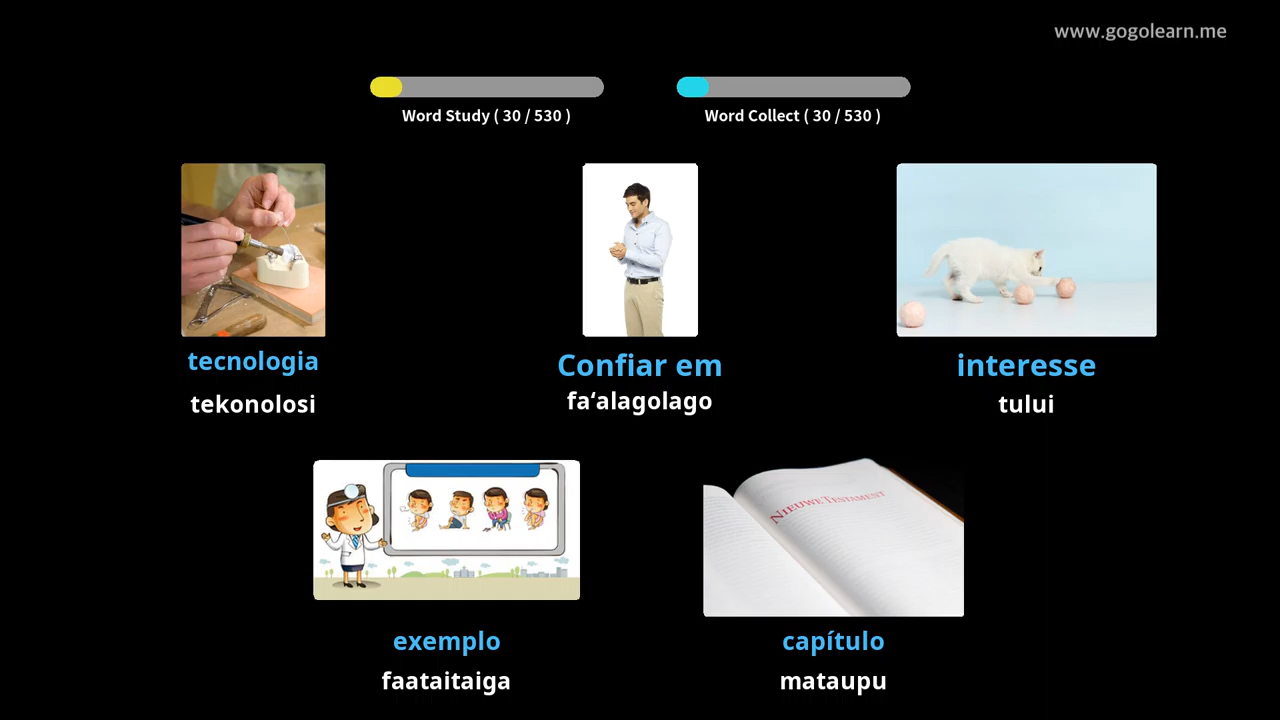 www.gogolearn.me
Word Study ( 30 / 530 )
Word Collect ( 30 / 530 )
tecnologia
tekonolosi
Confiar em
fa‘alagolago
interesse
tului
NIEUWE TESTAMENT
exemplo
faataitaiga
capítulo
mataupu